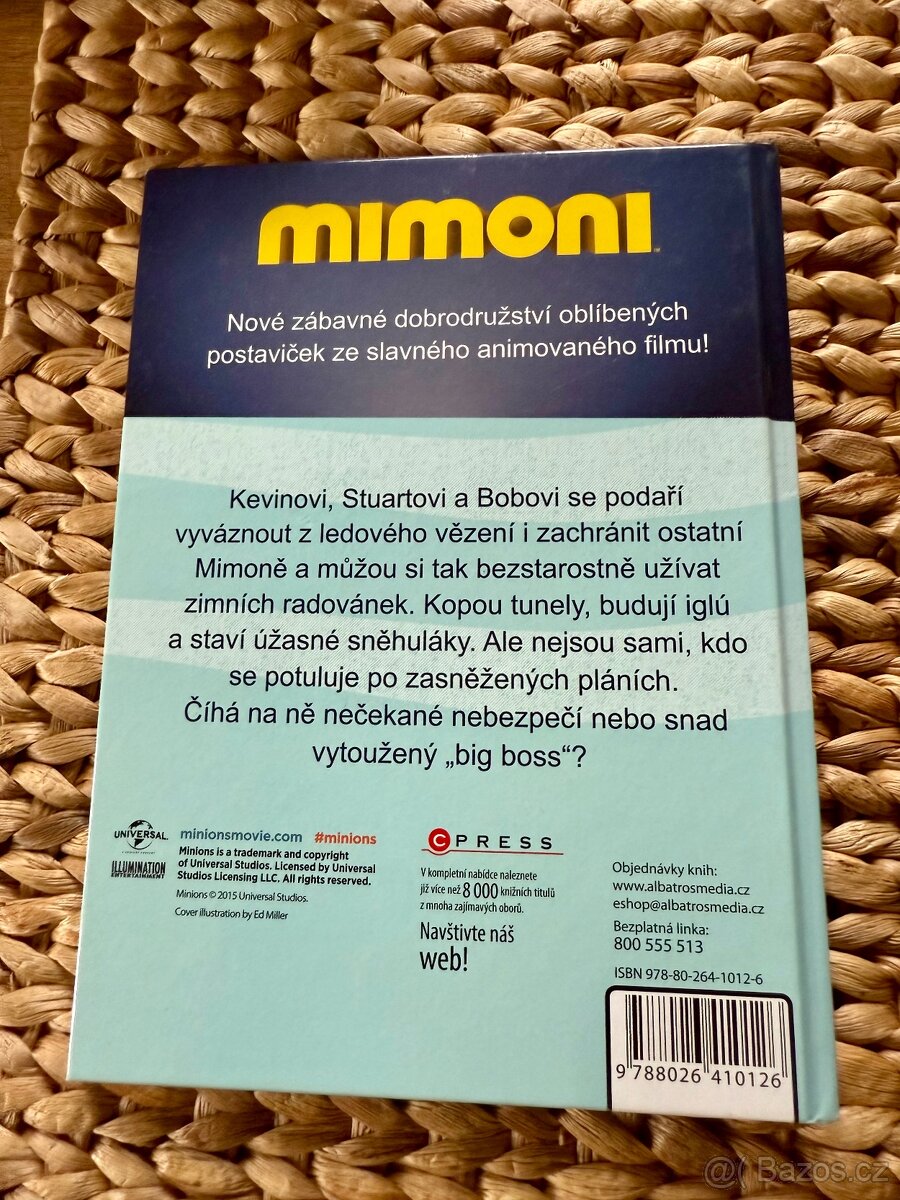 mimoni™
Nové zábavné dobrodružství oblíbených
postaviček ze slavného animovaného filmu!
Kevinovi, Stuartovi a Bobovi se podaří
vyváznout z ledového vězení i zachránit ostatní
Mimoně a můžou si tak bezstarostně užívat
zimních radovánek. Kopou tunely, budují iglú
a staví úžasné sněhuláky. Ale nejsou sami, kdo
se potuluje po zasněžených pláních.
Číhá na ně nečekané nebezpečí nebo snad
vytoužený „big boss“?
UNIVERSAL
ILLUMINATION
ENTERTAINMENT
minionsmovie.com #minions
Minions is a trademark and copyright
of Universal Studios. Licensed by Universal
Studios Licensing LLC. All rights reserved.
Minions © 2015 Universal Studios.
Cover illustration by Ed Miller
CPRESS
V kompletní nabídce naleznete
již více než 8 000 knižních titulů
z mnoha zajímavých oborů.
Navštivte náš
web!
Objednávky knih:
www.albatrosmedia.cz
eshop@albatrosmedia.cz
Bezplatná linka:
800 555 513
ISBN 978-80-264-1012-6
9 788026 410126
@( Bazos.cz